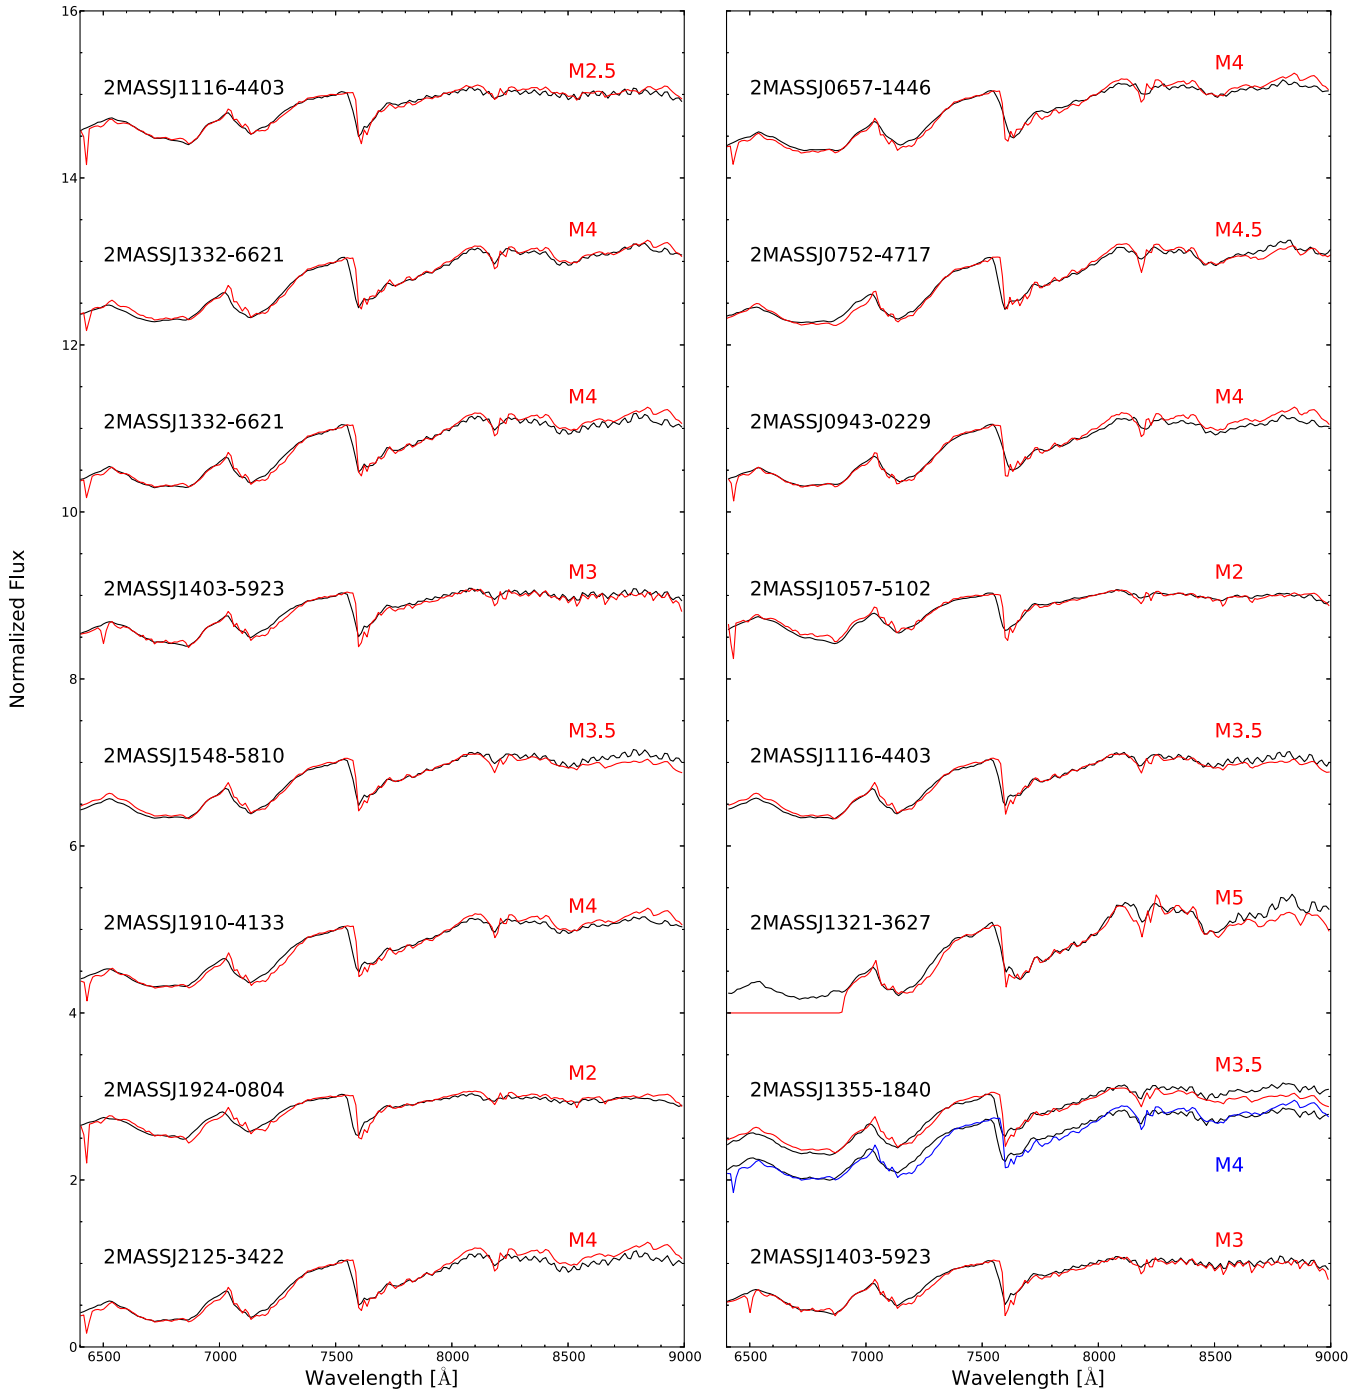 Normalized Flux
16
14
12
10
8
6
4
2
0
2MASSJ1116-4403
M2.5
2MASSJ1332-6621
M4
2MASSJ1332-6621
M4
2MASSJ1403-5923
M3
2MASSJ1548-5810
M3.5
2MASSJ1910-4133
M4
2MASSJ1924-0804
M2
2MASSJ2125-3422
M4
6500 7000 7500 8000 8500 9000
Wavelength [Å]
2MASSJ0657-1446
M4
2MASSJ0752-4717
M4.5
2MASSJ0943-0229
M4
2MASSJ1057-5102
M2
2MASSJ1116-4403
M3.5
2MASSJ1321-3627
M5
2MASSJ1355-1840
M3.5
M4
2MASSJ1403-5923
M3
6500 7000 7500 8000 8500 9000
Wavelength [Å]